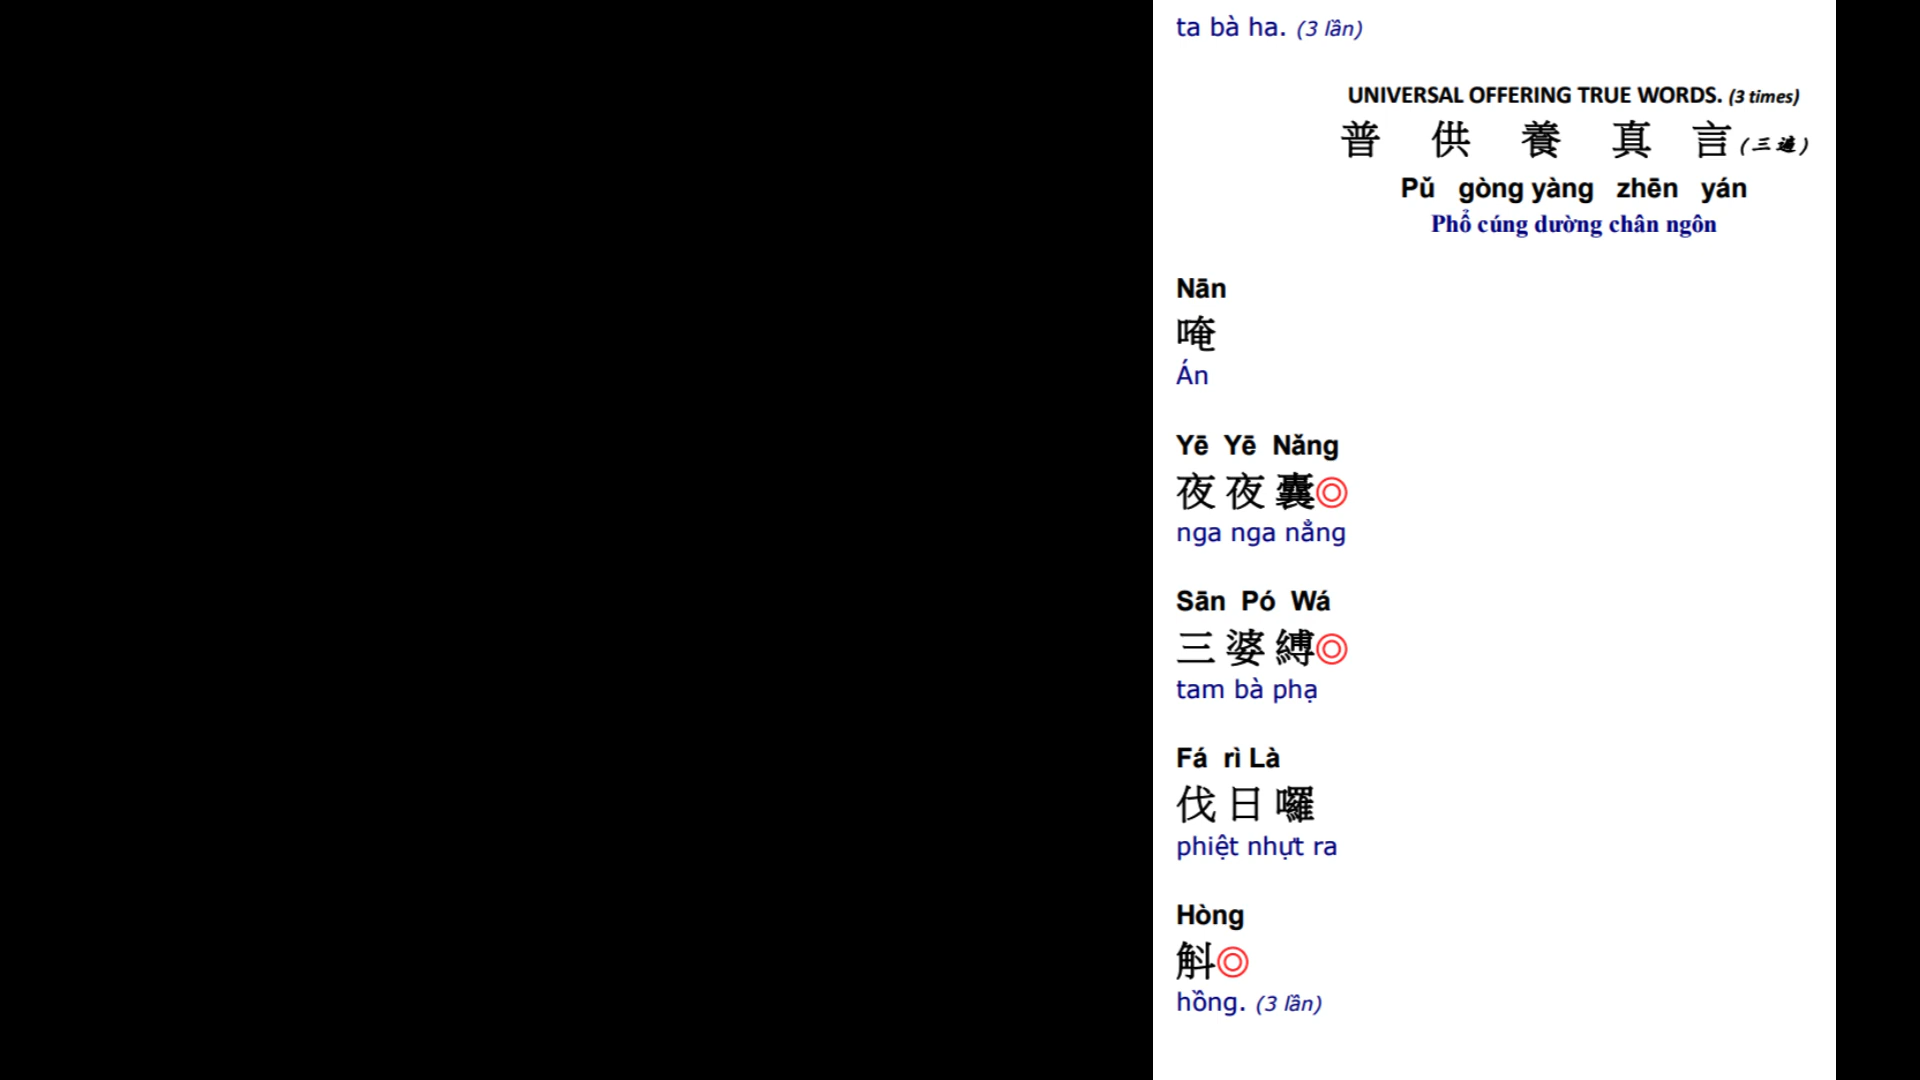 ta bà ha. (3 lần)
UNIVERSAL OFFERING TRUE WORDS. (3 times)
普 供 養 真 言 (三遍)
Pǔ gòng yàng zhēn yán
Phổ cúng dường chân ngôn
Nān
唵
Án
Yē Yē Nǎng
夜 夜 曩◎
nga nga nẳng
Sān Pó Wá
三 婆 縛◎
tam bà phạ
Fá rì Là
伐 日 囉
phiệt nhựt ra
Hòng
斛◎
hồng. (3 lần)